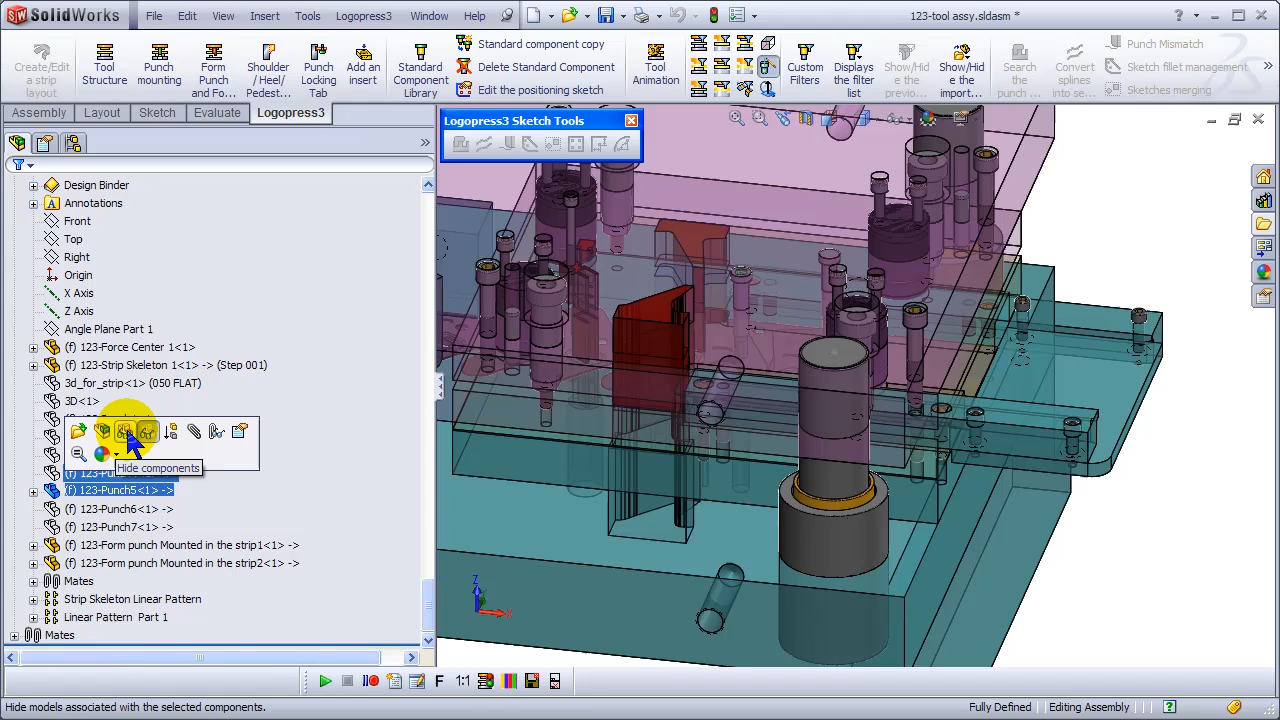 SolidWorks
File Edit View Insert Tools Logopress3 Window Help
123-tool assy.sldasm *
Create/Edit a strip layout
Tool Structure
Punch mounting
Form Punch and Fo...
Shoulder/ Heel/ Pedest...
Punch Locking Tab
Add an insert
Standard Component Library
Standard component copy
Delete Standard Component
Edit the positioning sketch
Tool Animation
Custom Filters
Displays the filter list
Show/Hid e the previo...
Show/Hid e the import...
Search the punch ...
Convert splines into se...
Punch Mismatch
Sketch fillet management
Sketches merging
Assembly Layout Sketch Evaluate Logopress3
Logopress3 Sketch Tools
Design Binder
Annotations
Front
Top
Right
Origin
X Axis
Z Axis
Angle Plane Part 1
(f) 123-Force Center 1<1>
(f) 123-Strip Skeleton 1<1> -> (Step 001)
3d_for_strip<1> (050 FLAT)
3D<1>
Hide components
(f) 123-Punch5<1> ->
(f) 123-Punch6<1> ->
(f) 123-Punch7<1> ->
(f) 123-Form punch Mounted in the strip1<1> ->
(f) 123-Form punch Mounted in the strip2<1> ->
Mates
Strip Skeleton Linear Pattern
Linear Pattern Part 1
Mates
Z
X
F 1:1
Hide models associated with the selected components.
Fully Defined Editing Assembly